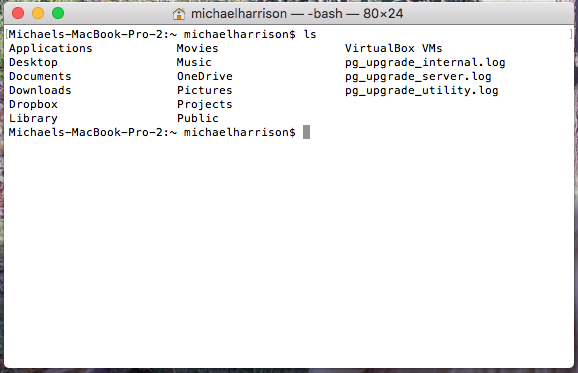 michaelharrison — -bash — 80×24
Michaels-MacBook-Pro-2:~ michaelharrison$ ls
Applications Movies VirtualBox VMs
Desktop Music pg_upgrade_internal.log
Documents OneDrive pg_upgrade_server.log
Downloads Pictures pg_upgrade_utility.log
Dropbox Projects
Library Public
Michaels-MacBook-Pro-2:~ michaelharrison$